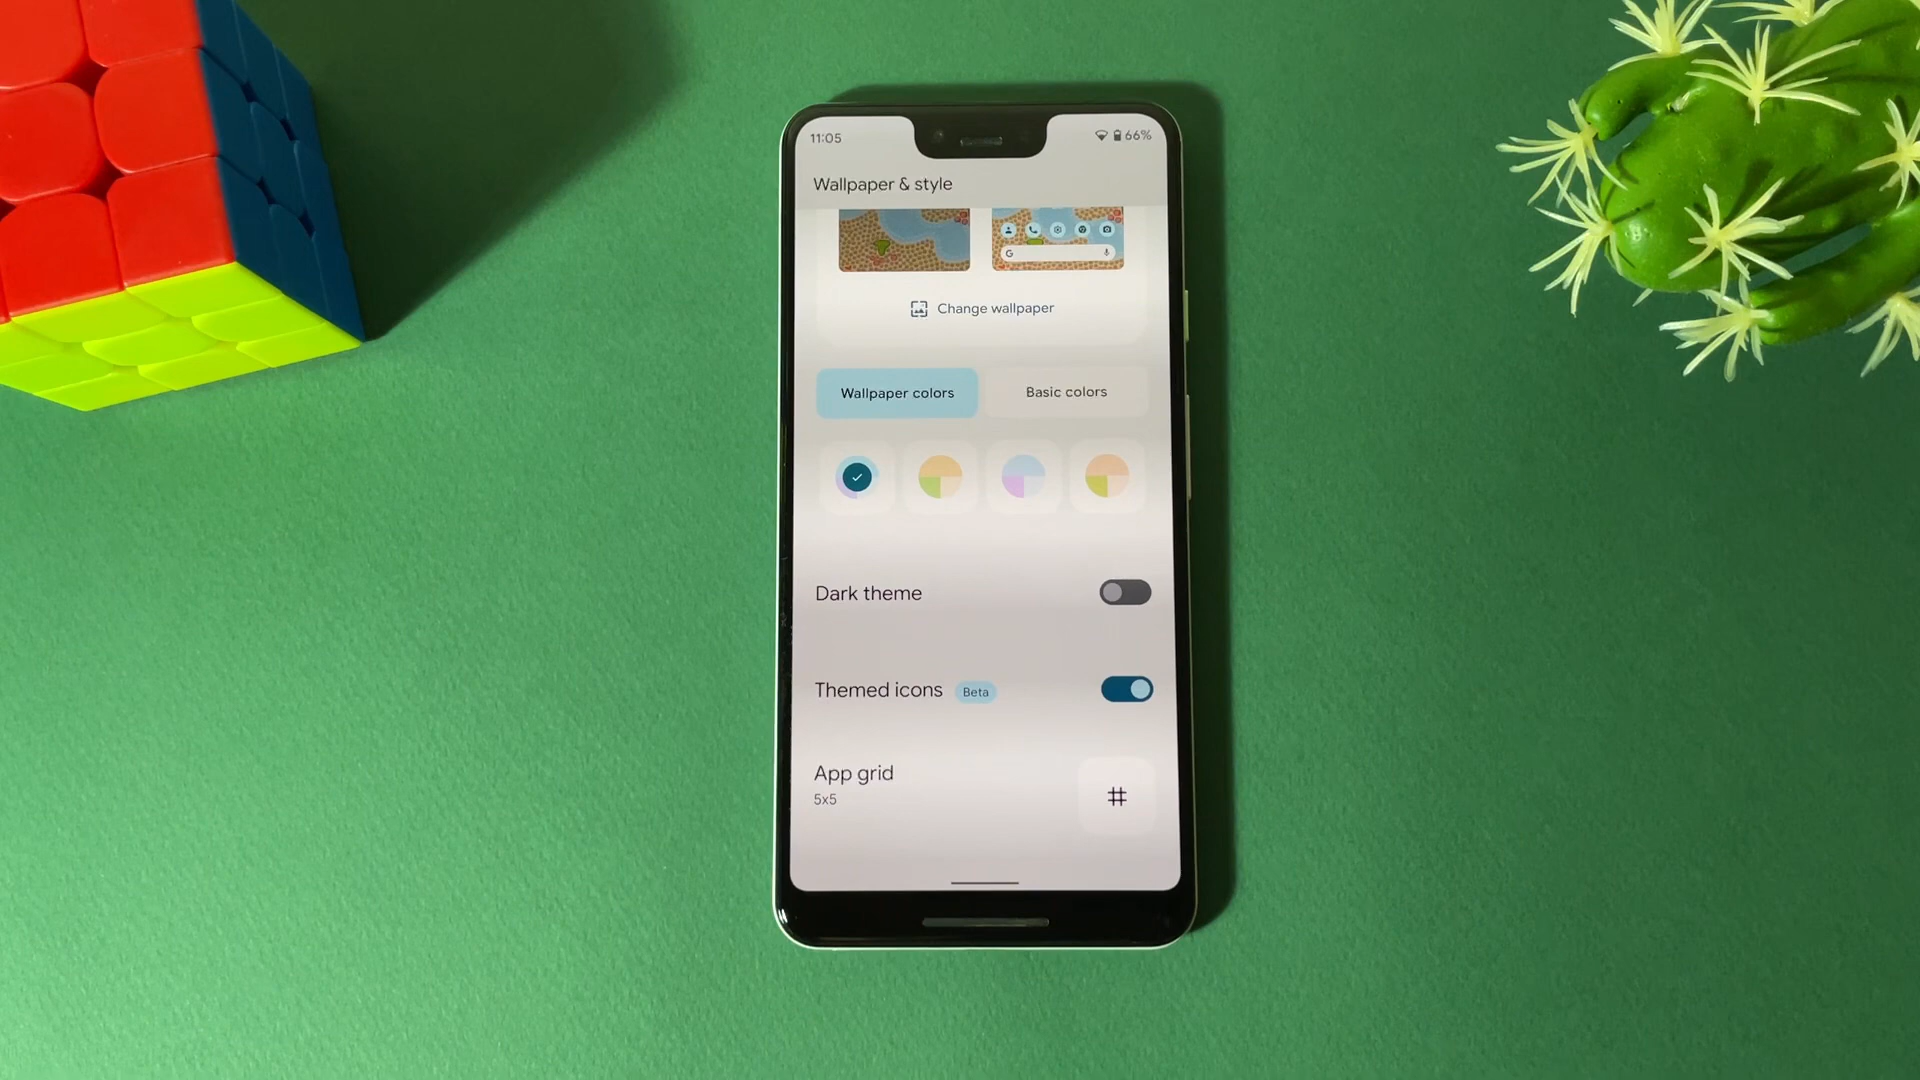 11:05
66%
Wallpaper & style
G
Change wallpaper
Wallpaper colors
Basic colors
Dark theme
Themed icons Beta
App grid
5x5